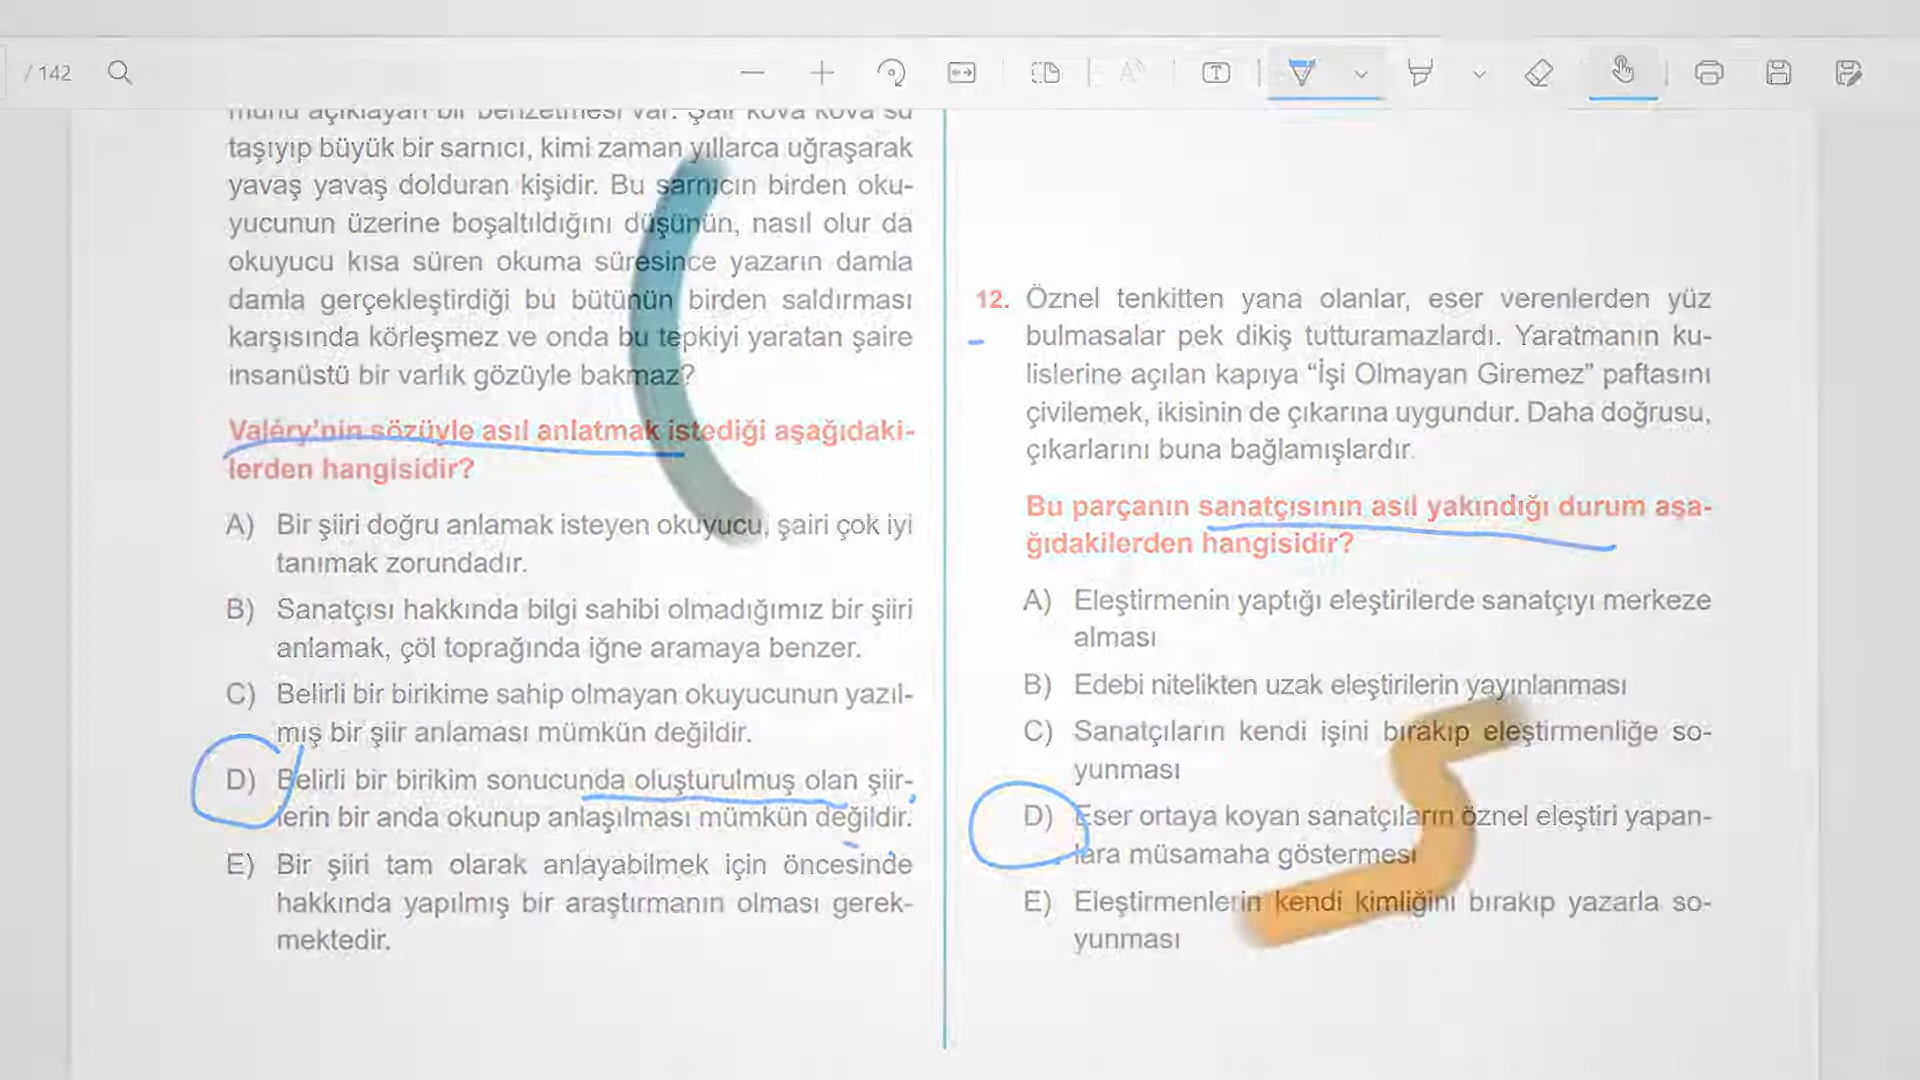 / 142
munu açıklayan bir benzetmesi var. Şair kova kova su
taşıyıp büyük bir sarnıcı, kimi zaman yıllarca uğraşarak
yavaş yavaş dolduran kişidir. Bu sarnıcın birden oku-
yucunun üzerine boşaltıldığını düşünün, nasıl olur da
okuyucu kısa süren okuma süresince yazarın damla
damla gerçekleştirdiği bu bütünün birden saldırması
karşısında körleşmez ve onda bu tepkiyi yaratan şaire
insanüstü bir varlık gözüyle bakmaz?
Valéry'nin sözüyle asıl anlatmak istediği aşağıdaki-
lerden hangisidir?
A) Bir şiiri doğru anlamak isteyen okuyucu, şairi çok iyi
tanımak zorundadır.
B) Sanatçısı hakkında bilgi sahibi olmadığımız bir şiiri
anlamak, çöl toprağında iğne aramaya benzer.
C) Belirli bir birikime sahip olmayan okuyucunun yazıl-
mış bir şiir anlaması mümkün değildir.
D) Belirli bir birikim sonucunda oluşturulmuş olan şiir-
lerin bir anda okunup anlaşılması mümkün değildir.
E) Bir şiiri tam olarak anlayabilmek için öncesinde
hakkında yapılmış bir araştırmanın olması gerek-
mektedir.
12. Öznel tenkitten yana olanlar, eser verenlerden yüz
bulmasalar pek dikiş tutturamazlardı. Yaratmanın ku-
lislerine açılan kapıya “İşi Olmayan Giremez” paftasını
çivilemek, ikisinin de çıkarına uygundur. Daha doğrusu,
çıkarlarını buna bağlamışlardır.
Bu parçanın sanatçısının asıl yakındığı durum aşa-
ğıdakilerden hangisidir?
A) Eleştirmenin yaptığı eleştirilerde sanatçıyı merkeze
alması
B) Edebi nitelikten uzak eleştirilerin yayınlanması
C) Sanatçıların kendi işini bırakıp eleştirmenliğe so-
yunması
D) Eser ortaya koyan sanatçıların öznel eleştiri yapan-
lara müsamaha göstermesi
E) Eleştirmenlerin kendi kimliğini bırakıp yazarla so-
yunması